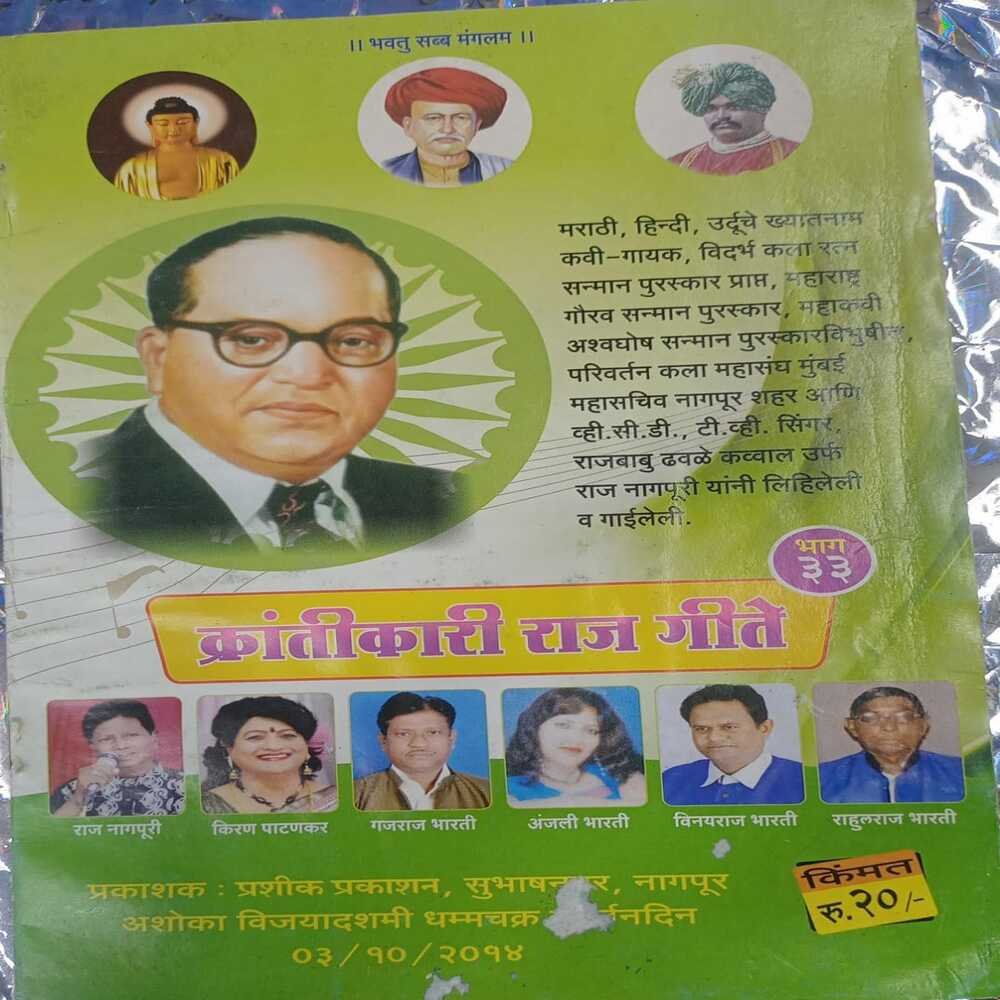 ।। भवतु सब्ब मंगलम ।।
मराठी, हिन्दी, उर्दूचे ख्यातनाम
कवी-गायक, विदर्भ कला रत्न
सन्मान पुरस्कार प्राप्त, महाराष्ट्र
गौरव सन्मान पुरस्कार, महाकवी
अश्वघोष सन्मान पुरस्कारविभुषीत,
परिवर्तन कला महासंघ मुंबई
महासचिव नागपूर शहर आणि
व्ही.सी.डी., टी.व्ही. सिंगर,
राजबाबु ढवळे कव्वाल उर्फ
राज नागपूरी यांनी लिहिलेली
व गाईलेली.
भाग
३३
क्रांतीकारी राज गीते
राज नागपूरी
किरण पाटणकर
गजराज भारती
अंजली भारती
विनयराज भारती
राहुलराज भारती
प्रकाशक : प्रशीक प्रकाशन, नागपूर
अशोका विजयादशमी धम्मचक्र
०३/१०/२०१४
किंमत
रु.२०/-